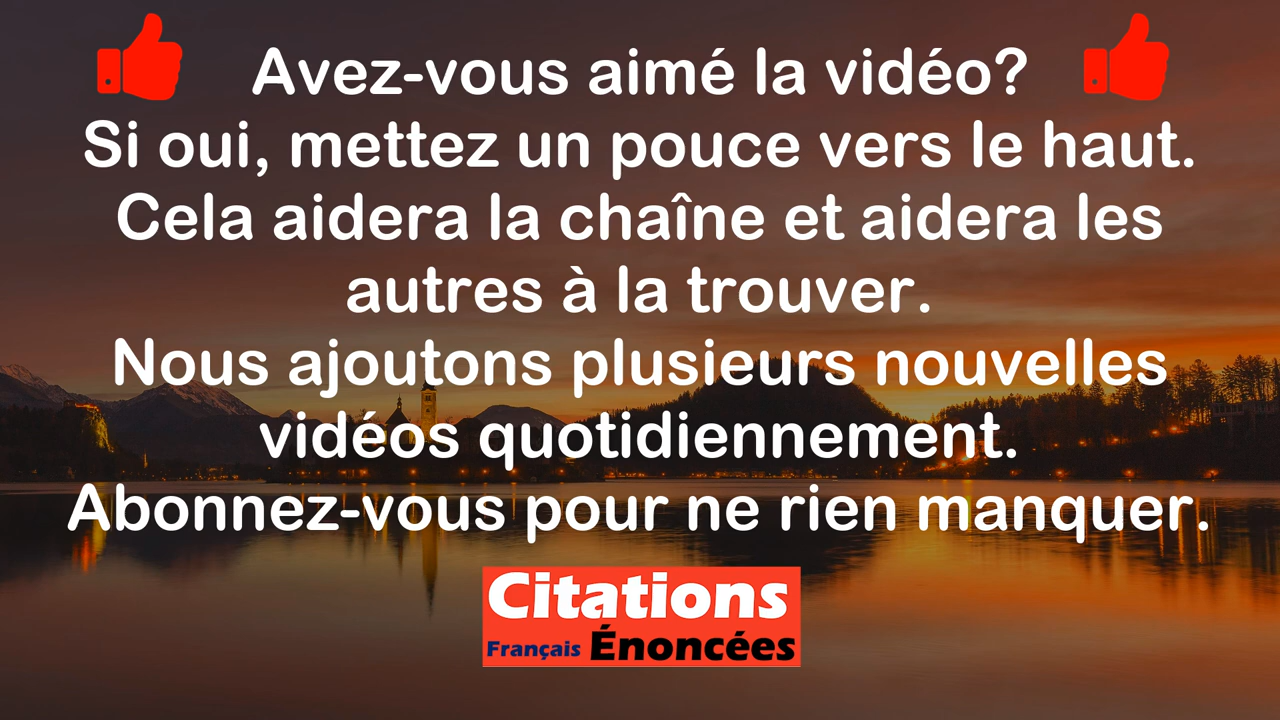 Avez-vous aimé la vidéo?
Si oui, mettez un pouce vers le haut.
Cela aidera la chaîne et aidera les
autres à la trouver.
Nous ajoutons plusieurs nouvelles
vidéos quotidiennement.
Abonnez-vous pour ne rien manquer.
Citations
Français Énoncées